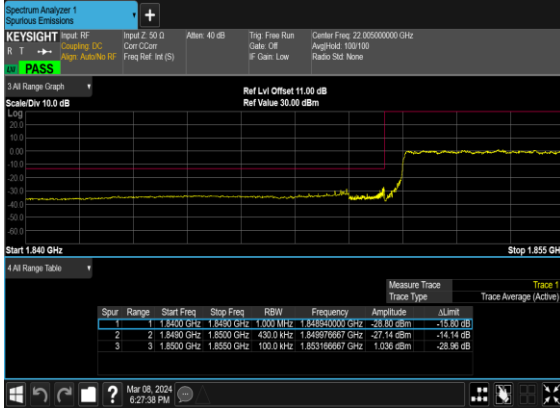 Spectrum Analyzer 1
Spurious Emissions
+
KEYSIGHT Input: RF Input Z: 50 Ω Atten: 40 dB Trig: Free Run Center Freq: 22.005000000 GHz
R T Coupling: DC Corr CCorr Gate: Off Avg|Hold: 100/100
Align: Auto/No RF Freq Ref: Int (S) IF Gain: Low Radio Std: None
PASS
3 All Range Graph
Ref Lvl Offset 11.00 dB
Scale/Div 10.0 dB Ref Value 30.00 dBm
Log
20.0
10.0
0.00
-10.0
-20.0
-30.0
-40.0
-50.0
-60.0
Start 1.840 GHz Stop 1.855 GH
4 All Range Table
Measure Trace Trace 1
Trace Type Trace Average (Active)
Spur Range Start Freq Stop Freq RBW Frequency Amplitude ΔLimit
1 1 1.8400 GHz 1.8490 GHz 1.000 MHz 1.848940000 GHz -28.80 dBm -15.80 dB
2 2 1.8490 GHz 1.8500 GHz 430.0 kHz 1.849976667 GHz -27.14 dBm -14.14 dB
3 3 1.8500 GHz 1.8550 GHz 100.0 kHz 1.853166667 GHz 1.036 dBm -28.96 dB
?
Mar 08, 2024
6:27:38 PM